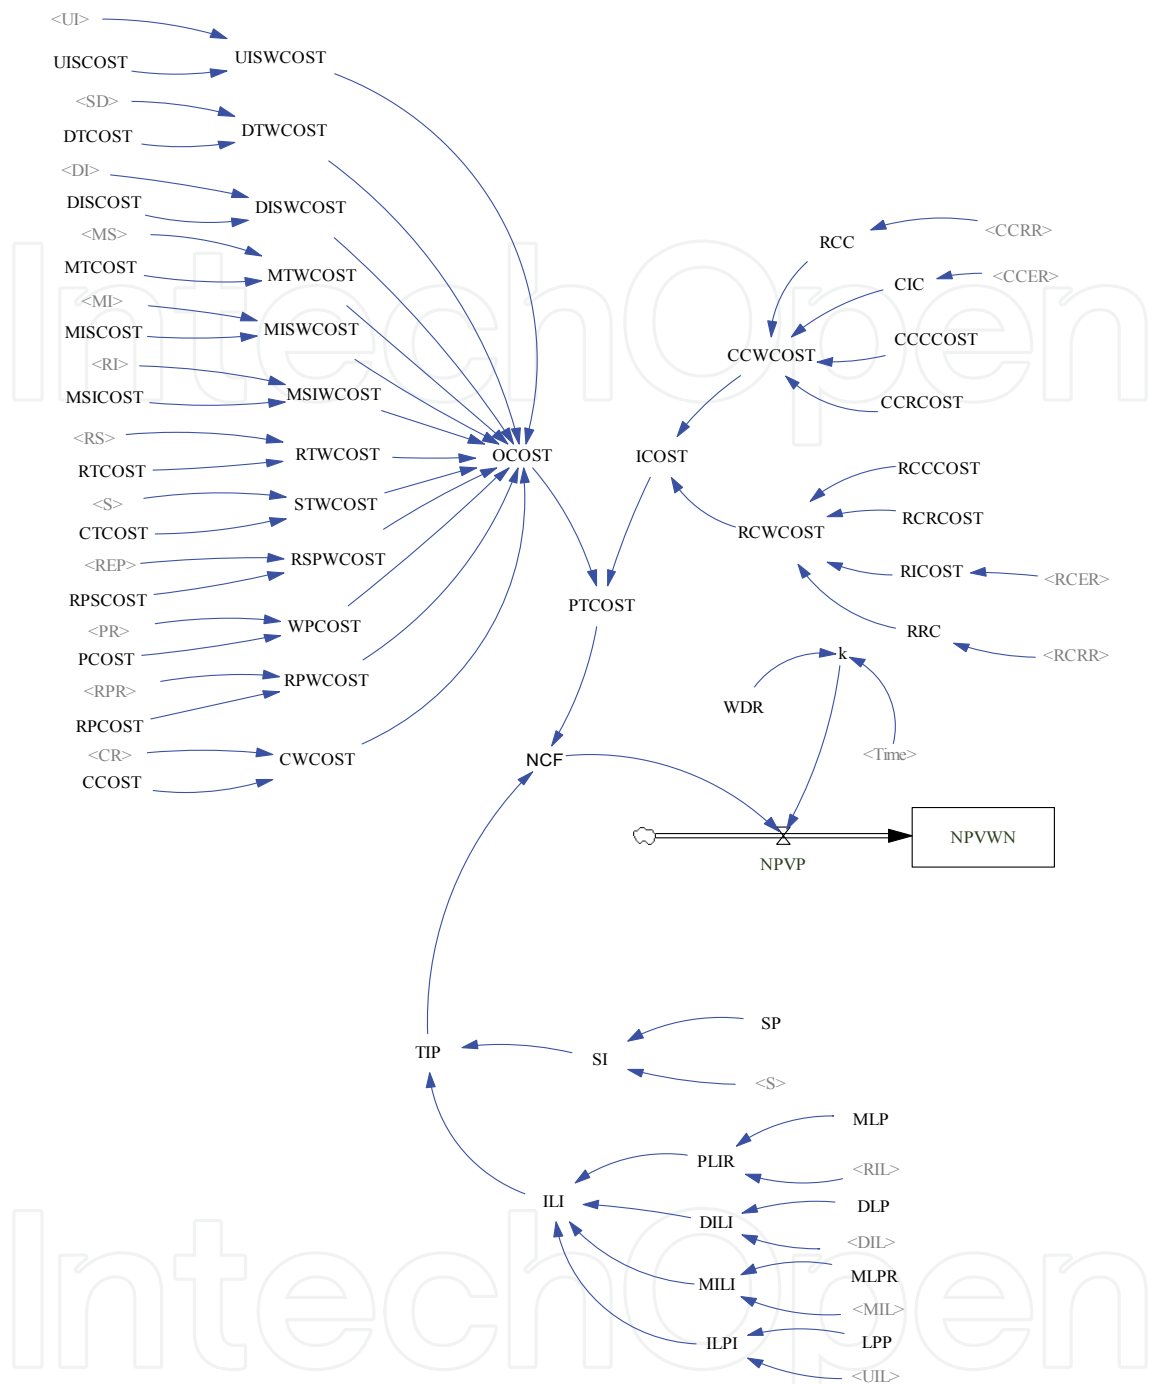 <UI>
UISCOST
UISWCOST
<SD>
DTCOST
DTWCOST
<DI>
DISCOST
DISWCOST
<MS>
MTCOST
MTWCOST
<MI>
MISCOST
MISWCOST
<RI>
MSICOST
MSIWCOST
<RS>
RTCOST
RTWCOST
<S>
CTCOST
STWCOST
<REP>
RPSCOST
RSPWCOST
<PR>
PCOST
WPCOST
<RPR>
RPCOST
RPWCOST
<CR>
CCOST
CWCOST
OCOST
ICOST
PTCOST
RCC
<CCRR>
CIC
<CCER>
CCCCOST
CCWCOST
CCRCOST
RCCCOST
RCRCOST
RCWCOST
RICOST
<RCER>
RRC
<RCRR>
k
WDR
<Time>
NCF
NPVP
NPVWN
TIP
SI
SP
<S>
MLP
PLIR
<RIL>
ILI
DLP
DILI
<DIL>
MLPR
MILI
<MIL>
LPP
ILPI
<UIL>
IntechOpen
IntechOpen